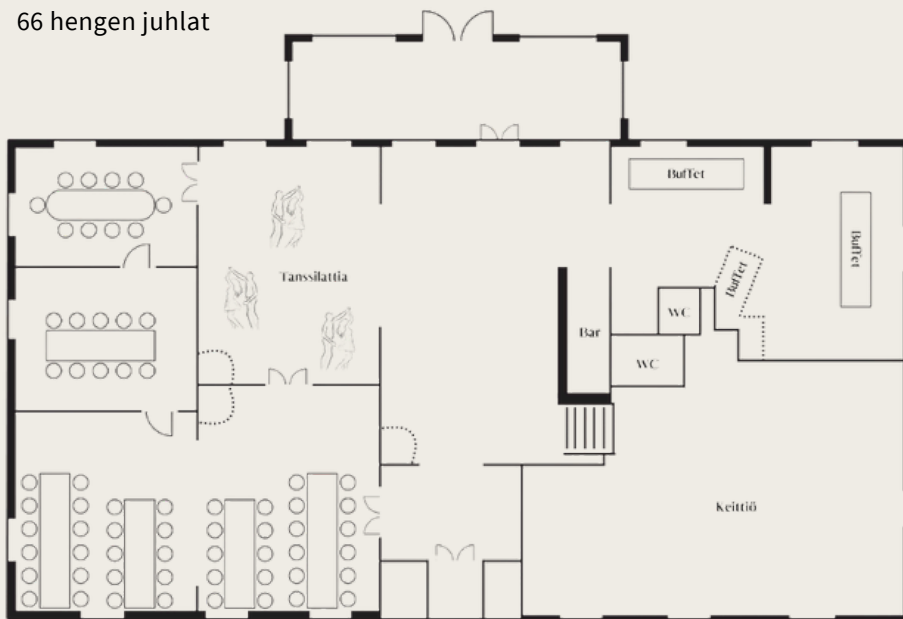 66 hengen juhlat
Buffet
Buffet
Tanssilattia
Buffet
WC
Bar
WC
Keittiö